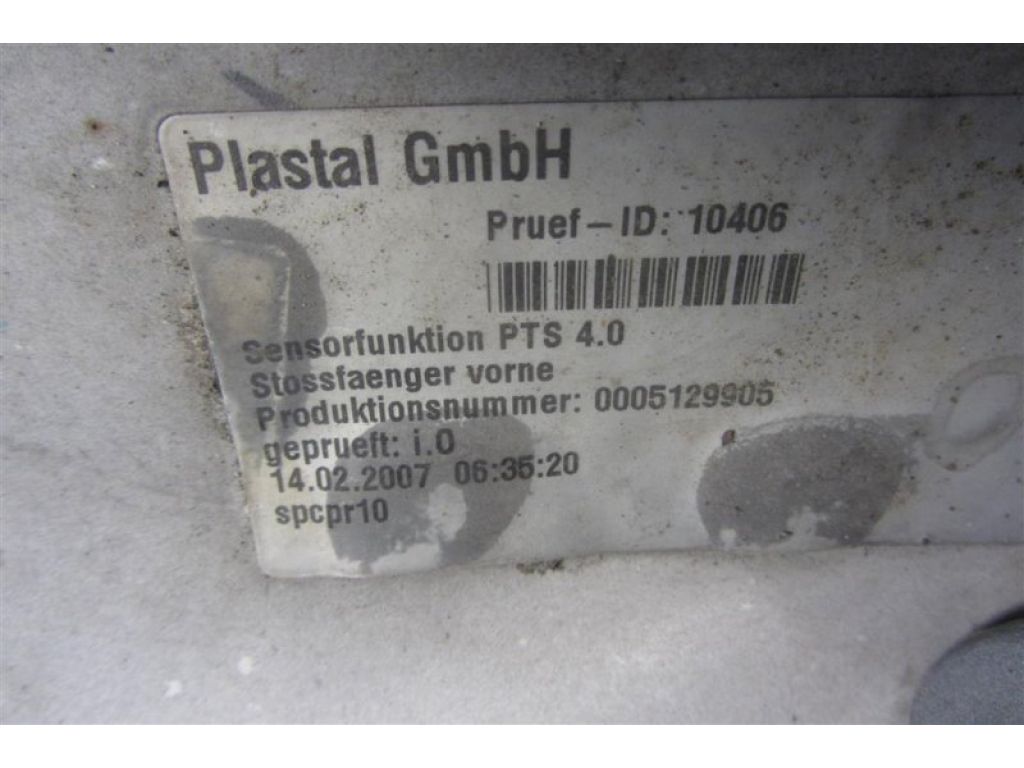 Plastal GmbH
Pruef-ID: 10406
Sensorfunktion PTS 4.0
Stossfaenger vorne
Produktionsnummer: 0005129905
geprueft: i.O
14.02.2007 06:35:20
spcpr10